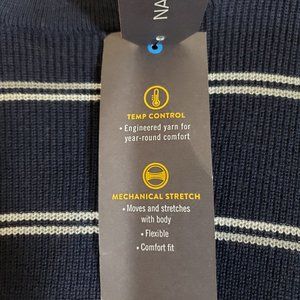 NA
TEMP CONTROL
• Engineered yarn for
year-round comfort
MECHANICAL STRETCH
• Moves and stretches
with body
• Flexible
• Comfort fit